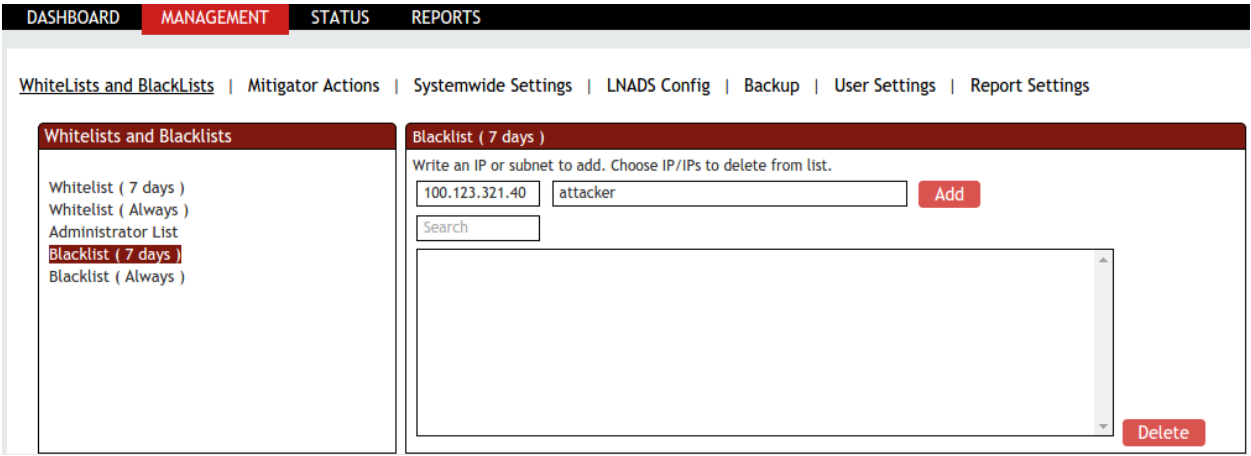 DASHBOARD MANAGEMENT STATUS REPORTS
WhiteLists and BlackLists | Mitigator Actions | Systemwide Settings | LNADS Config | Backup | User Settings | Report Settings
Whitelists and Blacklists
Whitelist ( 7 days )
Whitelist ( Always )
Administrator List
Blacklist ( 7 days )
Blacklist ( Always )
Blacklist ( 7 days )
Write an IP or subnet to add. Choose IP/IPs to delete from list.
100.123.321.40 attacker Add
Search
Delete